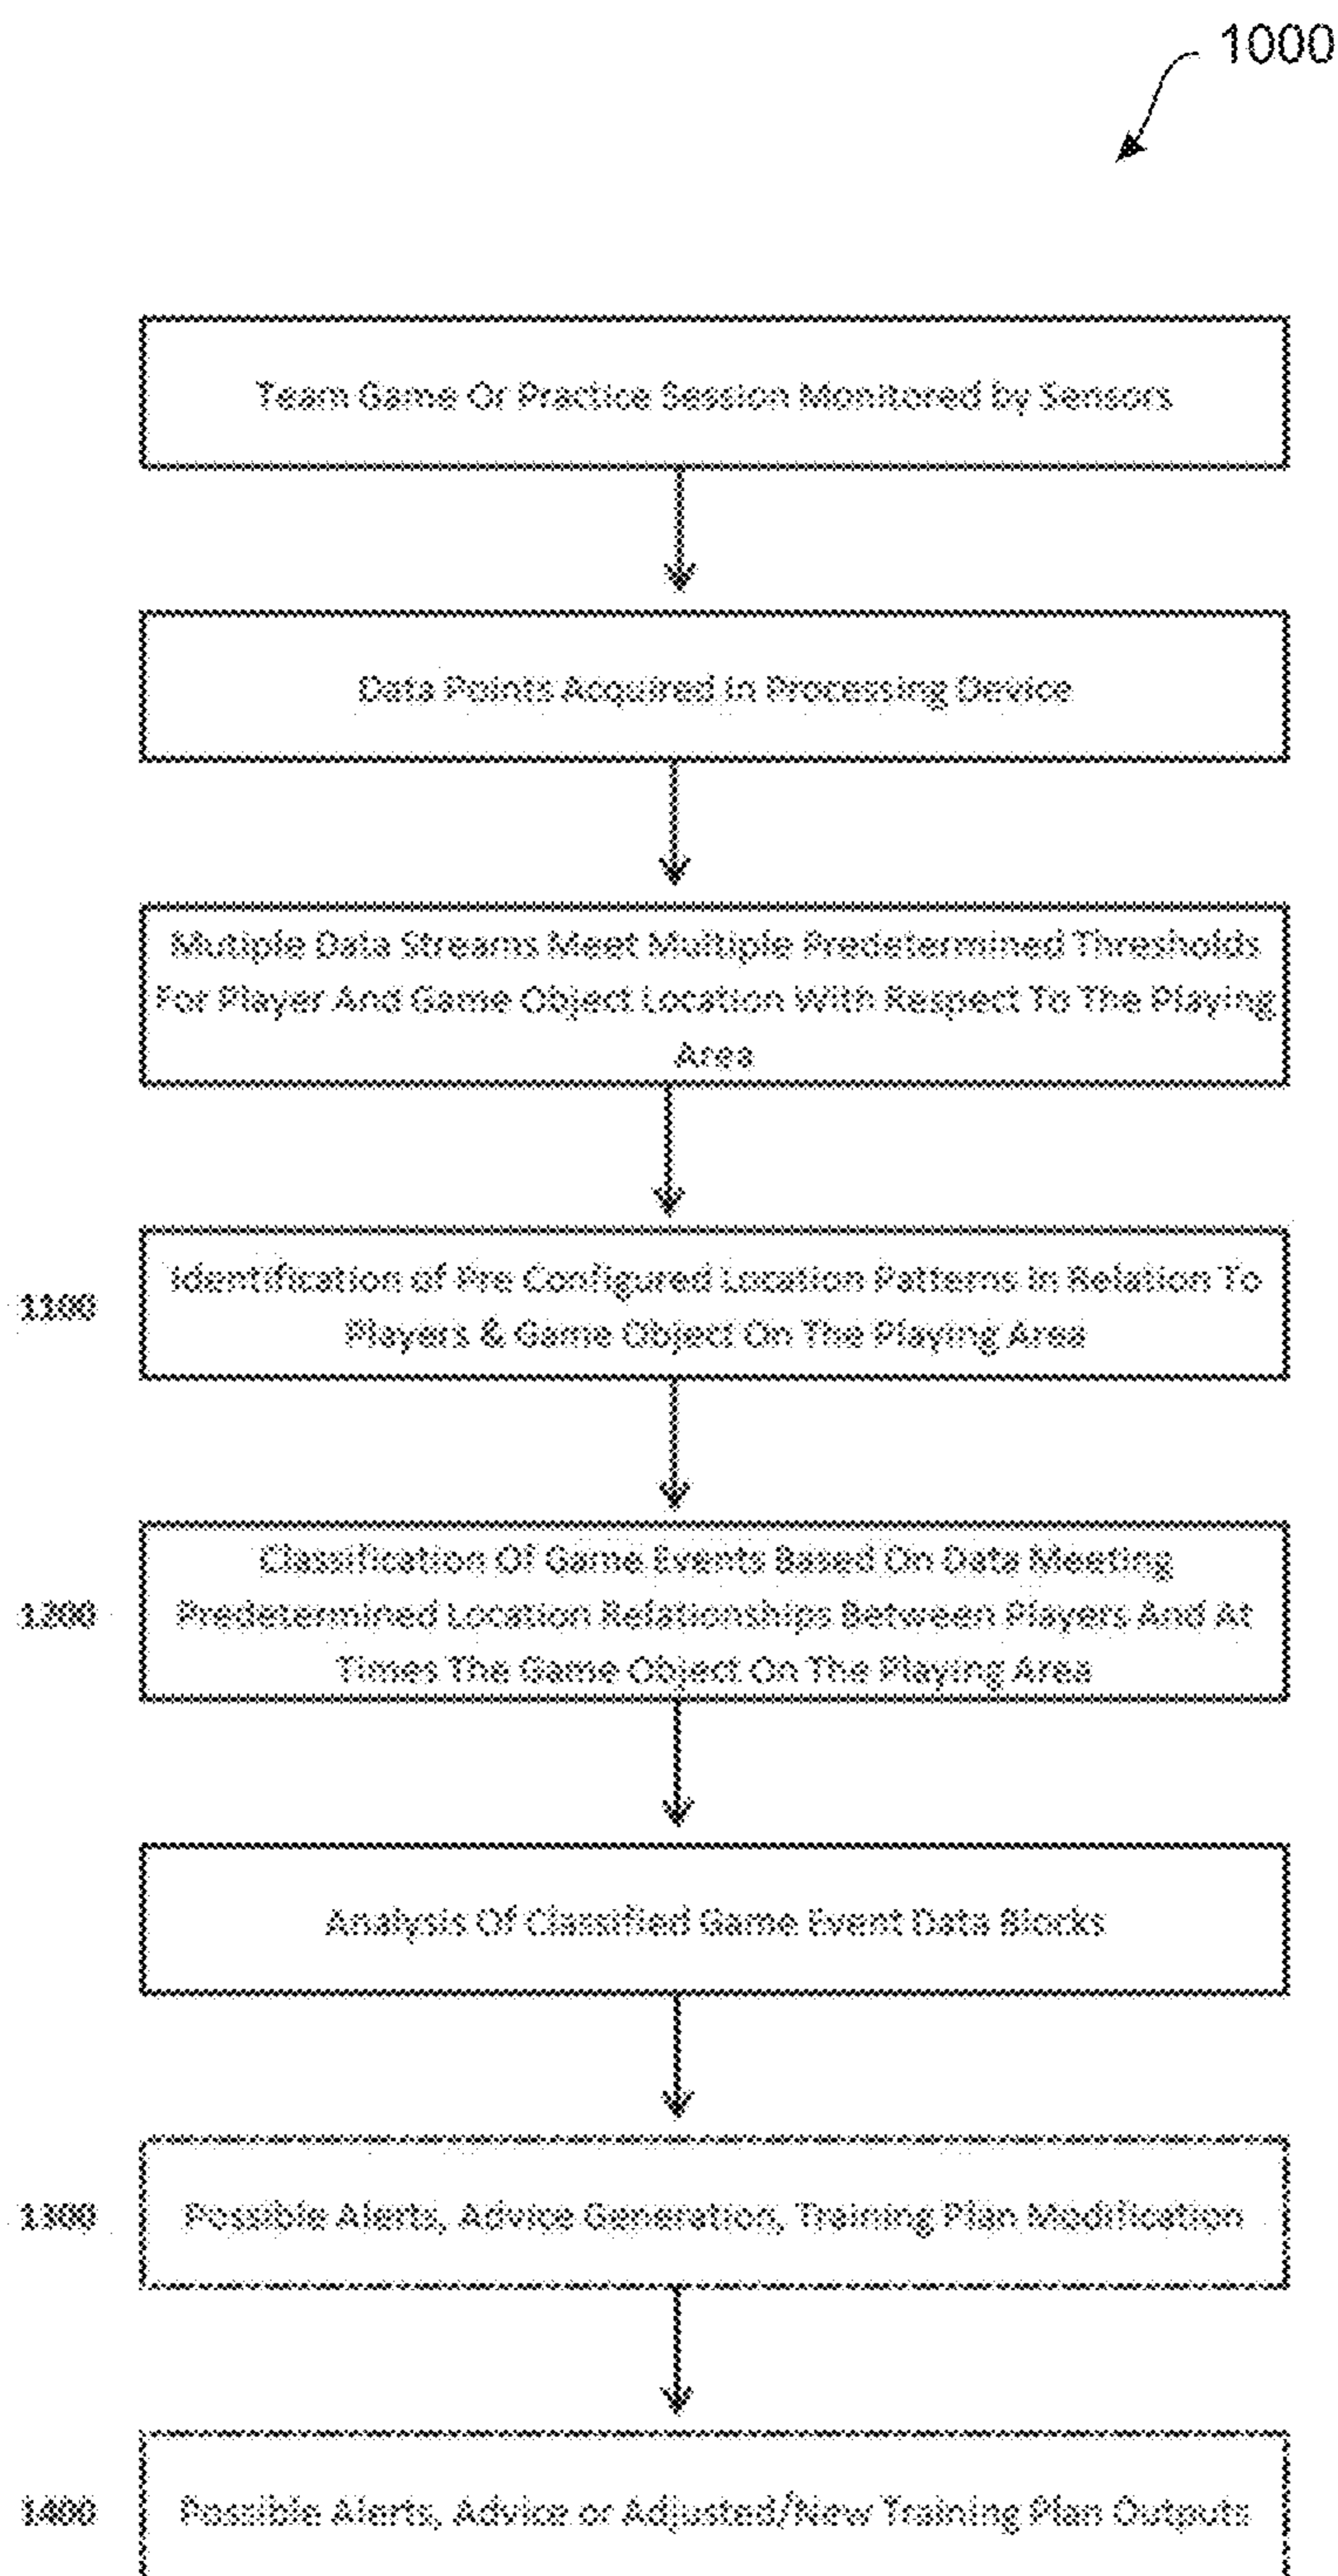 1000
Team Game Or Practice Session Monitored by Sensors
Data Points Acquired in Processing Device
Mutiple Data Streams Meet Multiple Predetermined Thresholds
For Player And Game Object Location With Respect To The Playing
Area
1100
Identification of Pre Configured Location Patterns In Relation To
Players & Game Object On The Playing Area
1200
Classification Of Game Events Based On Data Meeting
Predetermined Location Relationships Between Players And At
Times The Game Object On The Playing Area
Analysis Of Classified Game Event Data Blocks
1300
Possible Alerts, Advice Generation, Training Plan Modification
1400
Possible Alerts, Advice or Adjusted/New Training Plan Outputs